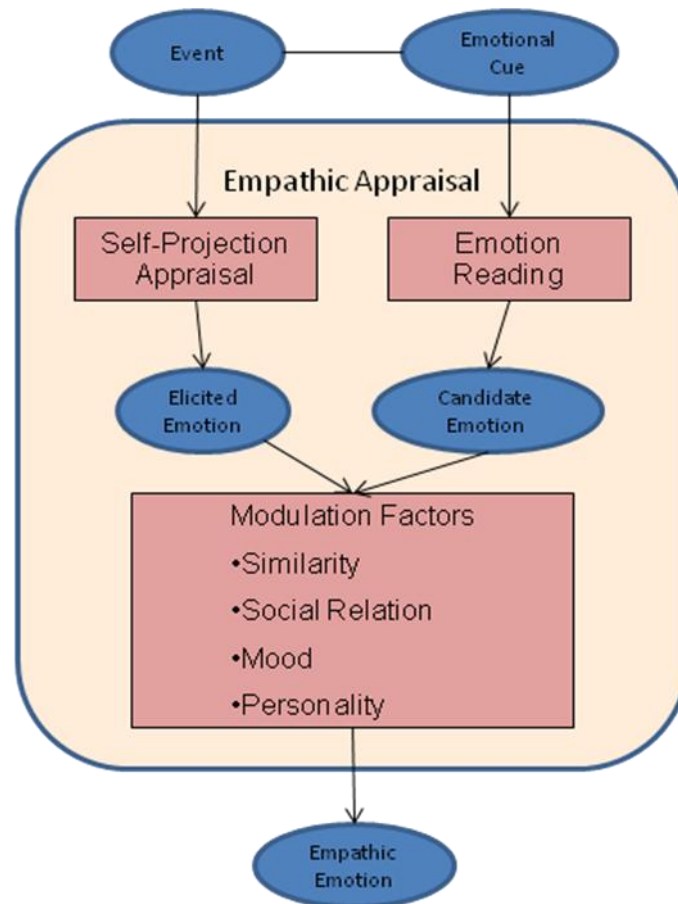 Event
Emotional
Cue
Empathic Appraisal
Self-Projection
Appraisal
Emotion
Reading
Elicited
Emotion
Candidate
Emotion
Modulation Factors
•Similarity
•Social Relation
•Mood
•Personality
Empathic
Emotion